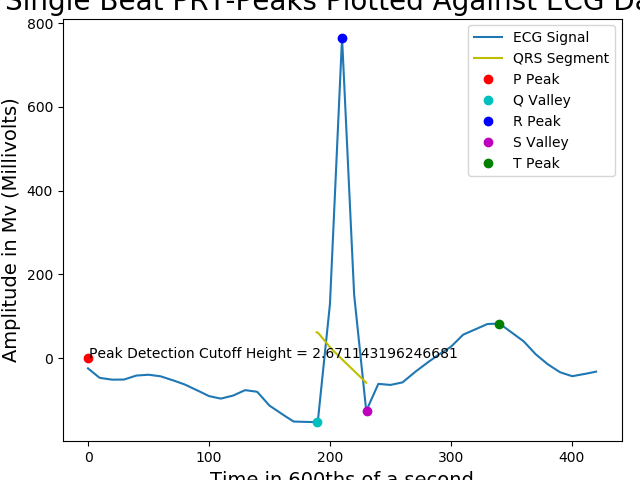 Single Beat PRT-Peaks Plotted Against ECG Da
800
600
400
200
0
Amplitude in Mv (Millivolts)
ECG Signal
QRS Segment
P Peak
Q Valley
R Peak
S Valley
T Peak
Peak Detection Cutoff Height = 2.671143196246681
0
100
200
300
400
Time in 600ths of a second